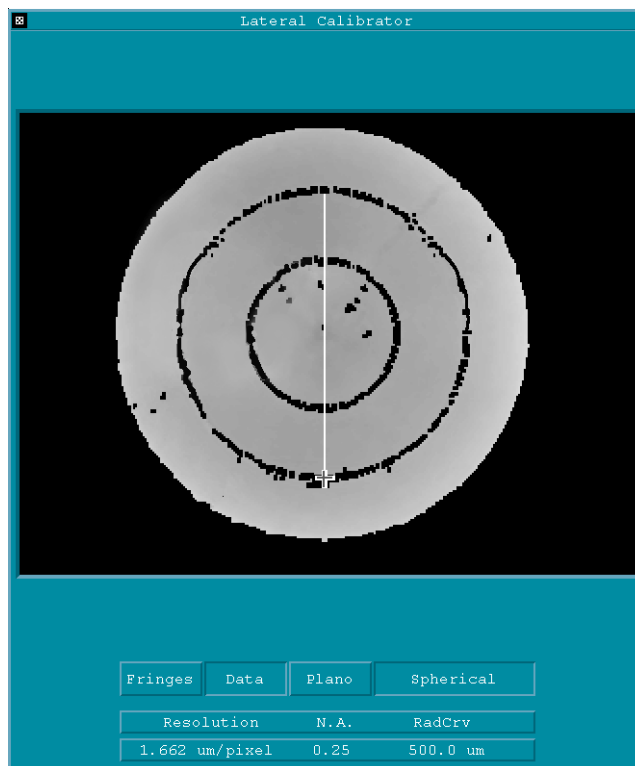 Lateral Calibrator
Fringes Data Plano Spherical
Resolution N.A. RadCrv
1.662 um/pixel 0.25 500.0 um